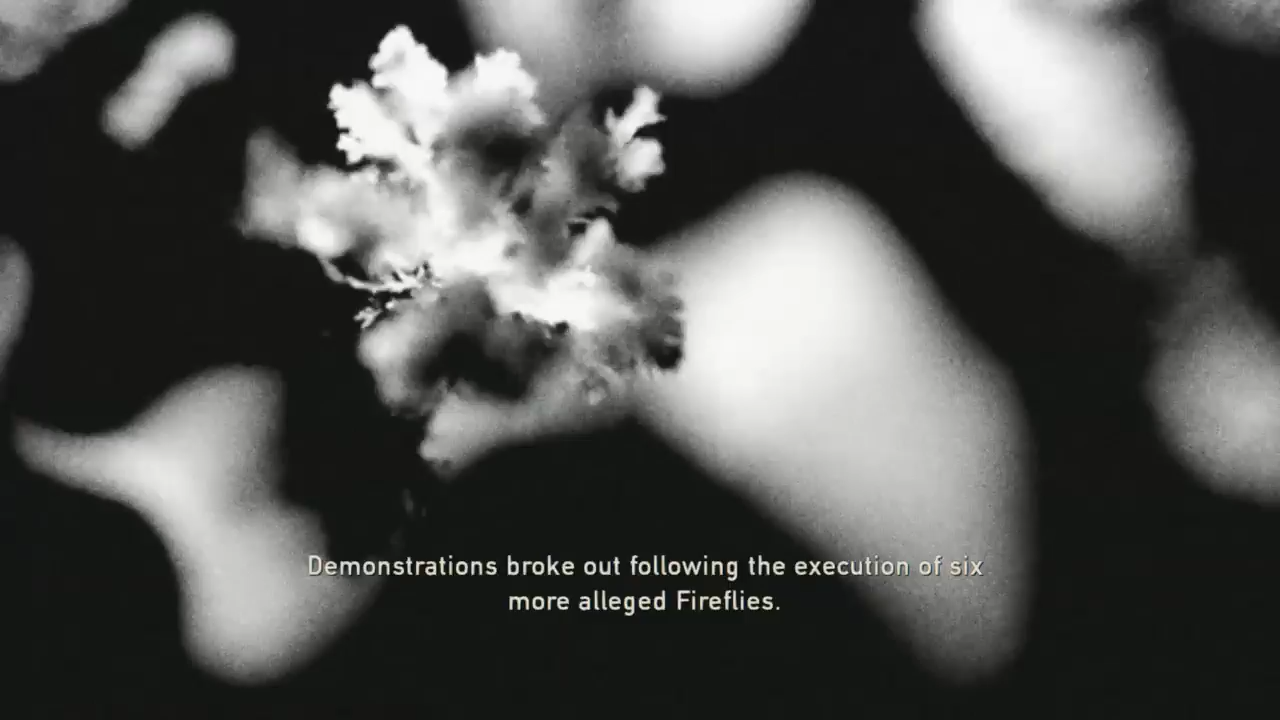 Demonstrations broke out following the execution of six
more alleged Fireflies.